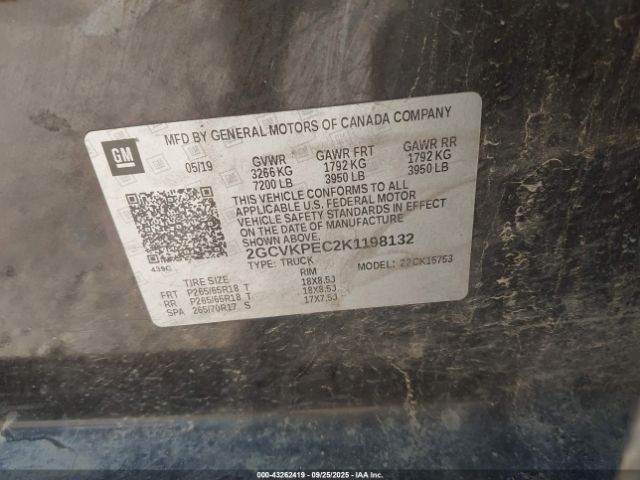 MFD BY GENERAL MOTORS OF CANADA COMPANY
GM
05/19
GVWR GAWR FRT GAWR RR
3266 KG 1792 KG 1792 KG
7200 LB 3950 LB 3950 LB
THIS VEHICLE CONFORMS TO ALL
APPLICABLE U.S. FEDERAL MOTOR
VEHICLE SAFETY STANDARDS IN EFFECT
ON THE DATE OF MANUFACTURE
SHOWN ABOVE.
2GCVKPEC2K1198132
TYPE: TRUCK MODEL: 22CK15753
439C
TIRE SIZE RIM
FRT P265/65R18 T 18X8.5J
RR P265/65R18 T 18X8.5J
SPA 265/70R17 S 17X7.5J
000-43262419 - 09/25/2025 - IAA Inc.